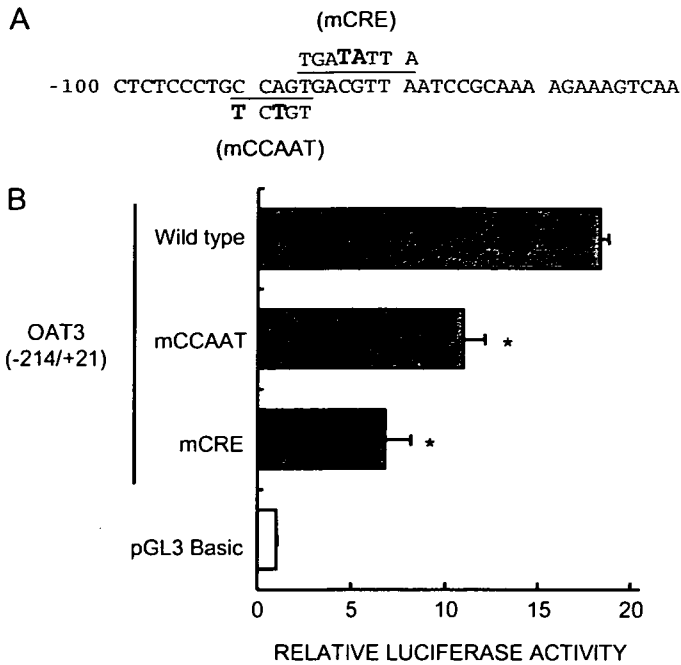 A
(mCRE)
TGATATT A
-100 CTCTCCCTGC CAGTGACGTT AATCCGCAAA AGAAAGTCAA
T CTGT
(mCCAAT)
B
Wild type
mCCAAT *
OAT3
(-214/+21)
mCRE *
pGL3 Basic
0 5 10 15 20
RELATIVE LUCIFERASE ACTIVITY